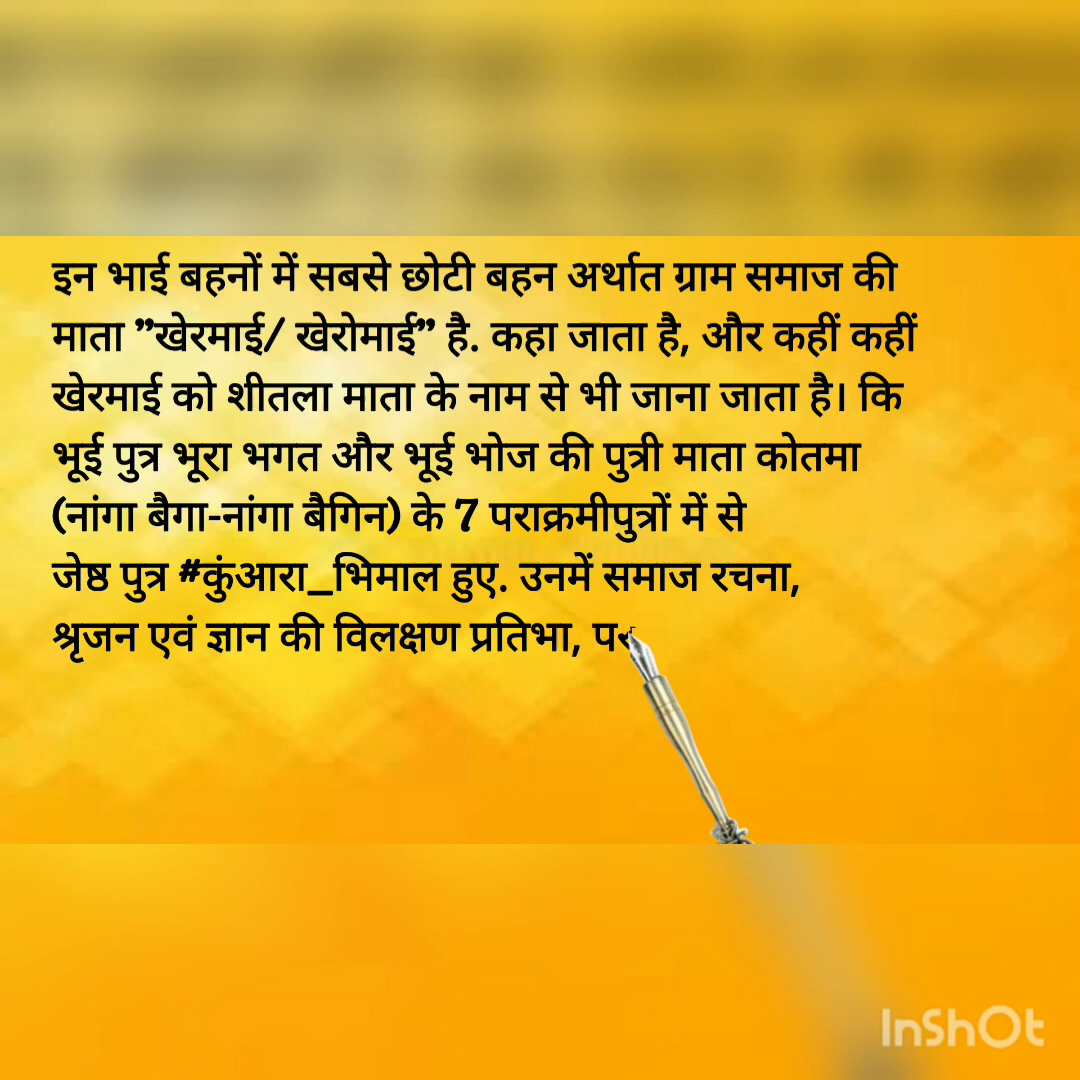 इन भाई बहनों में सबसे छोटी बहन अर्थात ग्राम समाज की
माता ”खेरमाई/ खेरोमाई” है. कहा जाता है, और कहीं कहीं
खेरमाई को शीतला माता के नाम से भी जाना जाता है। कि
भूई पुत्र भूरा भगत और भूई भोज की पुत्री माता कोतमा
(नांगा बैगा-नांगा बैगिन) के 7 पराक्रमीपुत्रों में से
जेष्ठ पुत्र #कुंआरा_भिमाल हुए. उनमें समाज रचना,
श्रृजन एवं ज्ञान की विलक्षण प्रतिभा,
InShOt